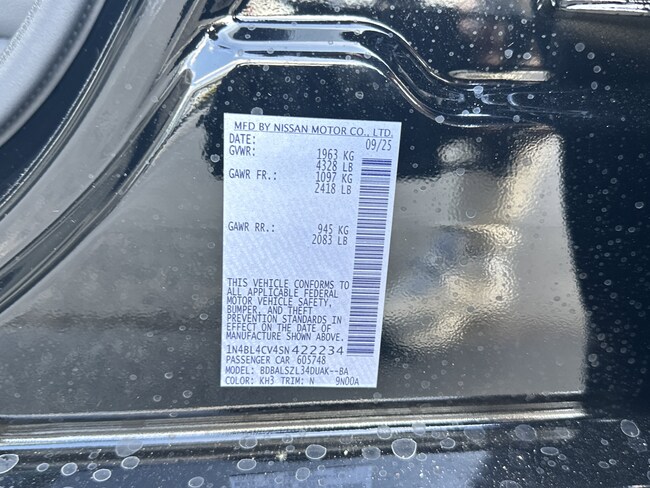 MFD BY NISSAN MOTOR CO., LTD.
DATE: 09/25
GVWR: 1963 KG
4328 LB
GAWR FR.: 1097 KG
2418 LB
GAWR RR.: 945 KG
2083 LB
THIS VEHICLE CONFORMS TO
ALL APPLICABLE FEDERAL
MOTOR VEHICLE SAFETY,
BUMPER, AND THEFT
PREVENTION STANDARDS IN
EFFECT ON THE DATE OF
MANUFACTURE SHOWN ABOVE.
1N4BL4CV4SN422234
PASSENGER CAR 605748
MODEL: BDBALSZL34DUAK--BA
COLOR: KH3 TRIM: N 9N00A